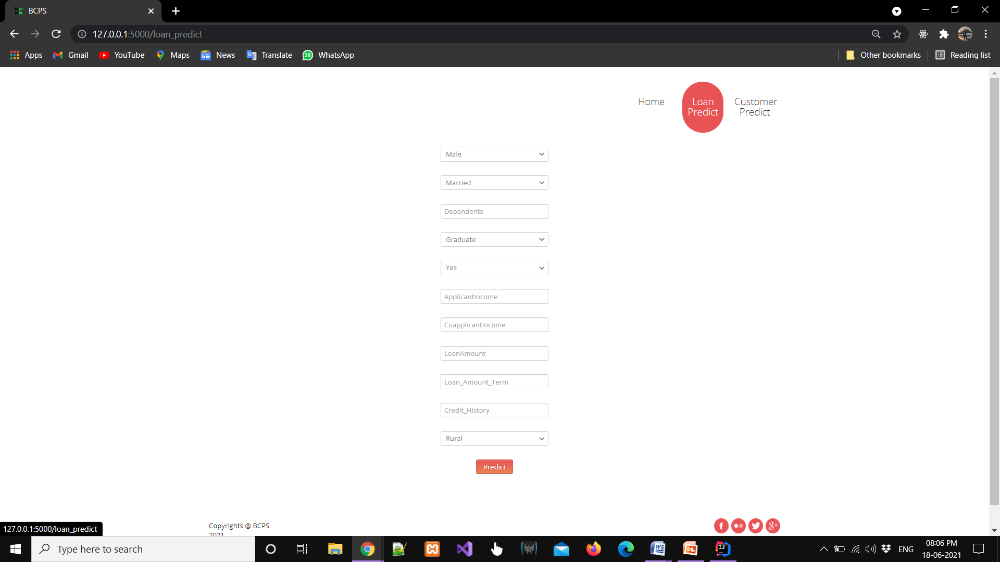 BCPS
127.0.0.1:5000/loan_predict
Apps Gmail YouTube Maps News Translate 28 WhatsApp Other bookmarks Reading list
Home Loan Predict Customer Predict
Male
Married
Dependents
Graduate
Yes
ApplicantIncome
CoapplicantIncome
LoanAmount
Loan_Amount_Term
Credit_History
Rural
Predict
Copyrights @ BCPS
2021
127.0.0.1:5000/loan_predict
Type here to search
ENG
08:06 PM
18-06-2021